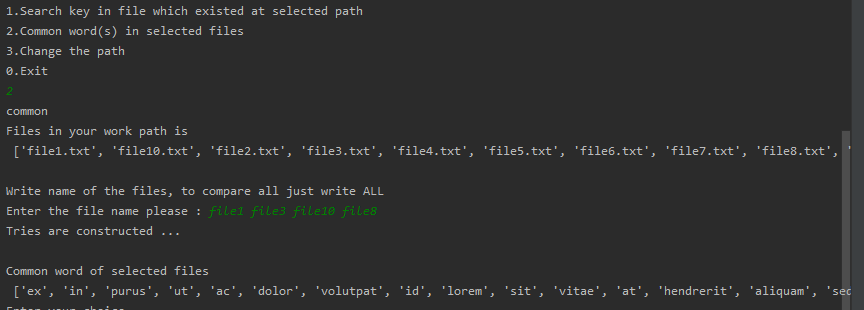 1.Search key in file which existed at selected path
2.Common word(s) in selected files
3.Change the path
0.Exit
2
common
Files in your work path is
['file1.txt', 'file10.txt', 'file2.txt', 'file3.txt', 'file4.txt', 'file5.txt', 'file6.txt', 'file7.txt', 'file8.txt', '
Write name of the files, to compare all just write ALL
Enter the file name please : file1 file3 file10 file8
Tries are constructed ...
Common word of selected files
['ex', 'in', 'purus', 'ut', 'ac', 'dolor', 'volutpat', 'id', 'lorem', 'sit', 'vitae', 'at', 'hendrerit', 'aliquam', 'sed
Enter your choice